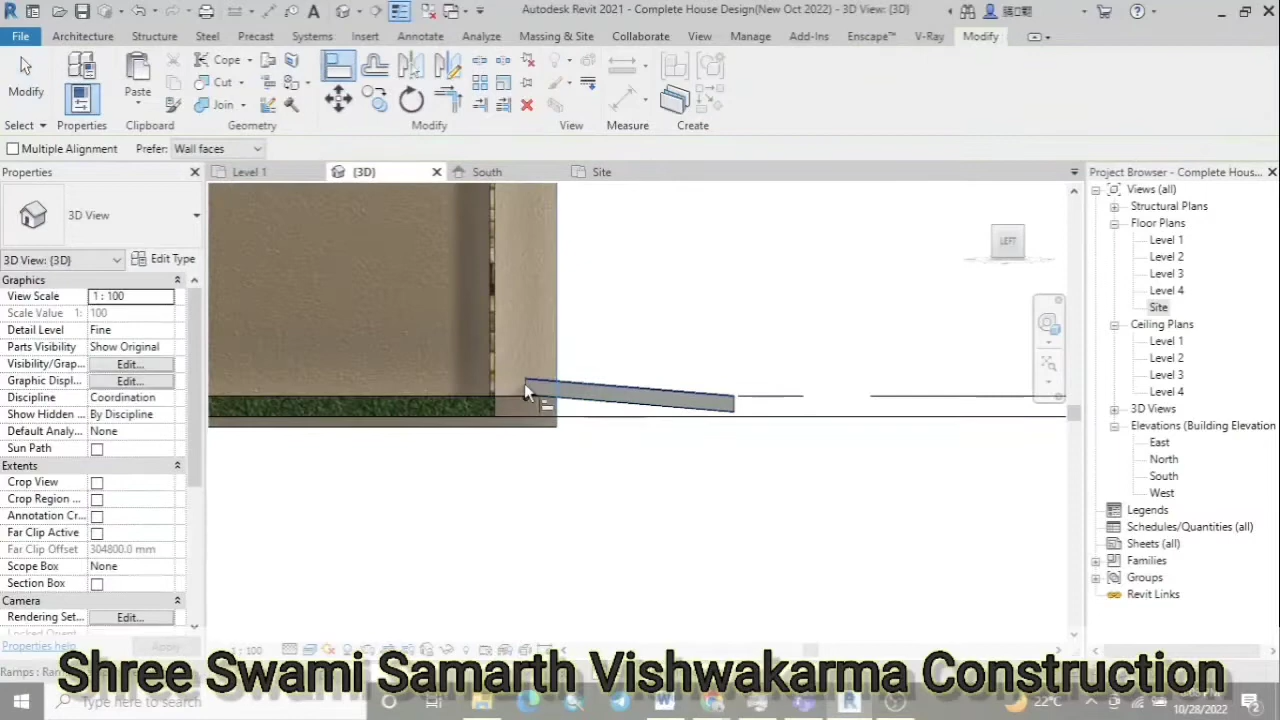 Autodesk Revit 2021 - Complete House Design(New Oct 2022) - 3D View: {3D}
File Architecture Structure Steel Precast Systems Insert Annotate Analyze Massing & Site Collaborate View Manage Add-Ins Enscape™ V-Ray Modify
Modify Paste Cope Cut Join
Select Properties Clipboard Geometry Modify View Measure Create
Multiple Alignment Prefer: Wall faces
Properties
Level 1 {3D} South Site
Project Browser - Complete Hous...
3D View
3D View: {3D} Edit Type
Graphics
View Scale 1 : 100
Scale Value 1: 100
Detail Level Fine
Parts Visibility Show Original
Visibility/Grap... Edit...
Graphic Displ... Edit...
Discipline Coordination
Show Hidden ... By Discipline
Default Analy... None
Sun Path
Extents
Crop View
Crop Region ...
Annotation Cr...
Far Clip Active
Far Clip Offset 304800.0 mm
Scope Box None
Section Box
Camera
Rendering Set... Edit...
Properties help Apply
LEFT
Views (all)
Structural Plans
Floor Plans
Level 1
Level 2
Level 3
Level 4
Site
Ceiling Plans
Level 1
Level 2
Level 3
Level 4
3D Views
Elevations (Building Elevation
East
North
South
West
Legends
Schedules/Quantities (all)
Sheets (all)
Families
Groups
Revit Links
1 : 100
Shree Swami Samarth Vishwakarma Construction
Type here to search
22°C
10/28/2022